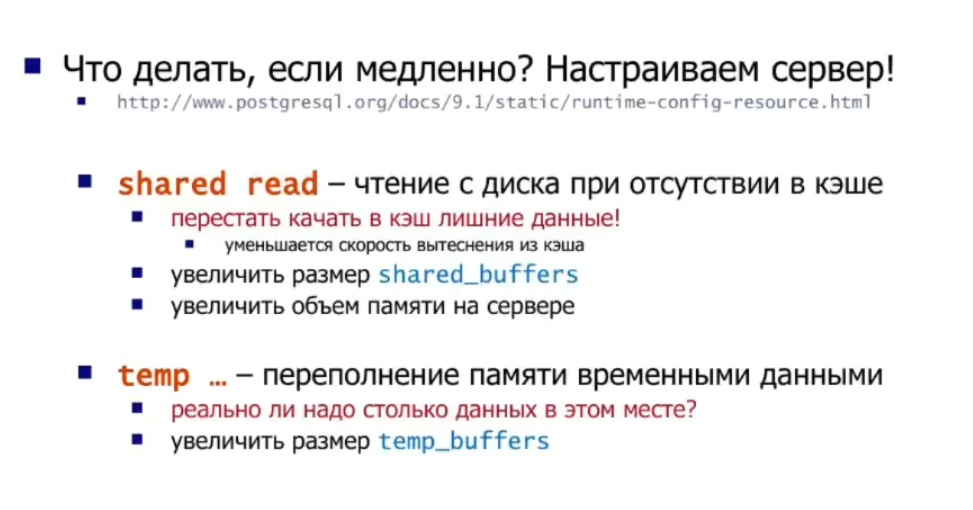 Что делать, если медленно? Настраиваем сервер!
http://www.postgresql.org/docs/9.1/static/runtime-config-resource.html
shared read – чтение с диска при отсутствии в кэше
перестать качать в кэш лишние данные!
уменьшается скорость вытеснения из кэша
увеличить размер shared_buffers
увеличить объем памяти на сервере
temp … – переполнение памяти временными данными
реально ли надо столько данных в этом месте?
увеличить размер temp_buffers